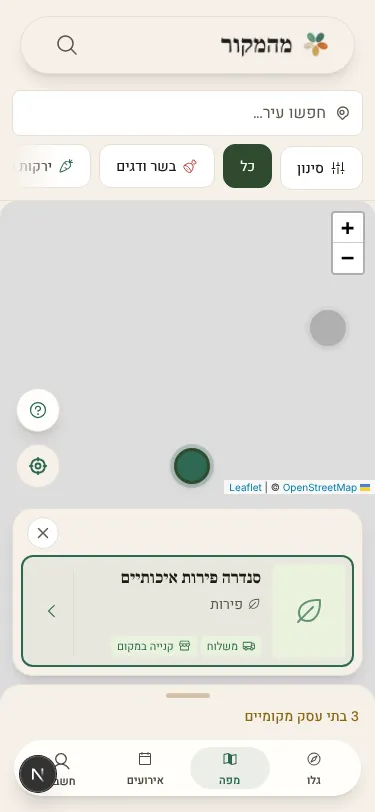 מהמקור
חפשו עיר...
סינון
כל
בשר ודגים
ירקות
+
−
Leaflet | © OpenStreetMap
סנדרה פירות איכותיים
פירות
משלוח
קנייה במקום
3 בתי עסק מקומיים
גלו
מפה
אירועים
חשב
N